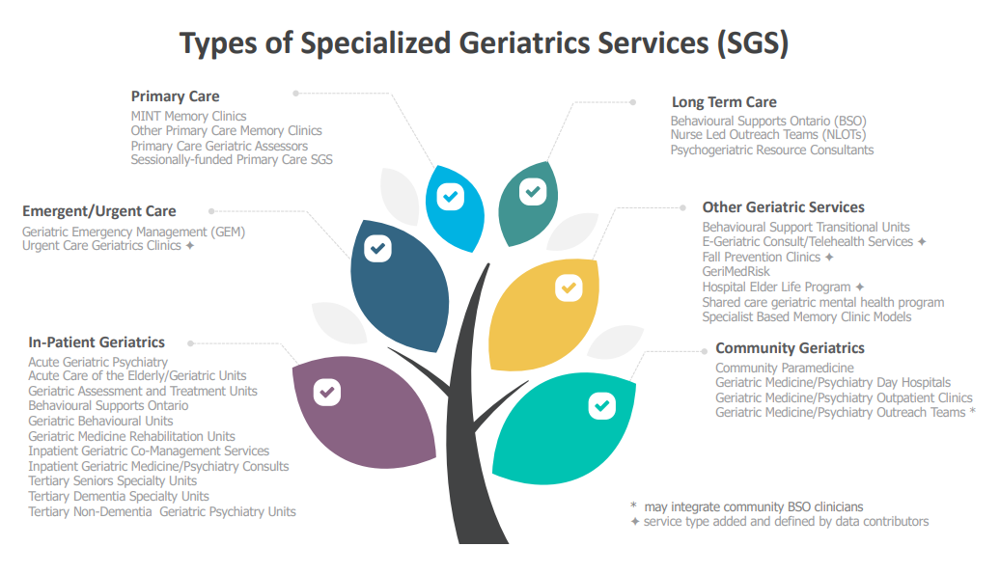 Types of Specialized Geriatrics Services (SGS)
Primary Care
MINT Memory Clinics
Other Primary Care Memory Clinics
Primary Care Geriatric Assessors
Sessionally-funded Primary Care SGS
Long Term Care
Behavioural Supports Ontario (BSO)
Nurse Led Outreach Teams (NLOTs)
Psychogeriatric Resource Consultants
Emergent/Urgent Care
Geriatric Emergency Management (GEM)
Urgent Care Geriatrics Clinics ✦
Other Geriatric Services
Behavioural Support Transitional Units
E-Geriatric Consult/Telehealth Services ✦
Fall Prevention Clinics ✦
GeriMedRisk
Hospital Elder Life Program ✦
Shared care geriatric mental health program
Specialist Based Memory Clinic Models
In-Patient Geriatrics
Acute Geriatric Psychiatry
Acute Care of the Elderly/Geriatric Units
Geriatric Assessment and Treatment Units
Behavioural Supports Ontario
Geriatric Behavioural Units
Geriatric Medicine Rehabilitation Units
Inpatient Geriatric Co-Management Services
Inpatient Geriatric Medicine/Psychiatry Consults
Tertiary Seniors Specialty Units
Tertiary Dementia Specialty Units
Tertiary Non-Dementia Geriatric Psychiatry Units
Community Geriatrics
Community Paramedicine
Geriatric Medicine/Psychiatry Day Hospitals
Geriatric Medicine/Psychiatry Outpatient Clinics
Geriatric Medicine/Psychiatry Outreach Teams *
* may integrate community BSO clinicians
✦ service type added and defined by data contributors